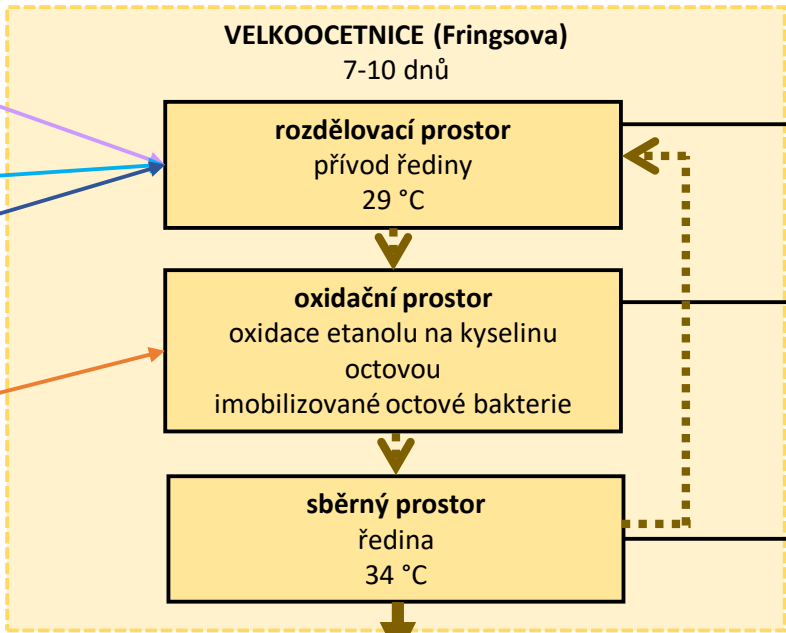 VELKOOCETNICE (Fringsova)
7-10 dnů
rozdělovací prostor
přívod ředidny
29 °C
oxidační prostor
oxidace etanolu na kyselinu
octovou
imobilizované octové bakterie
sběrný prostor
ředina
34 °C